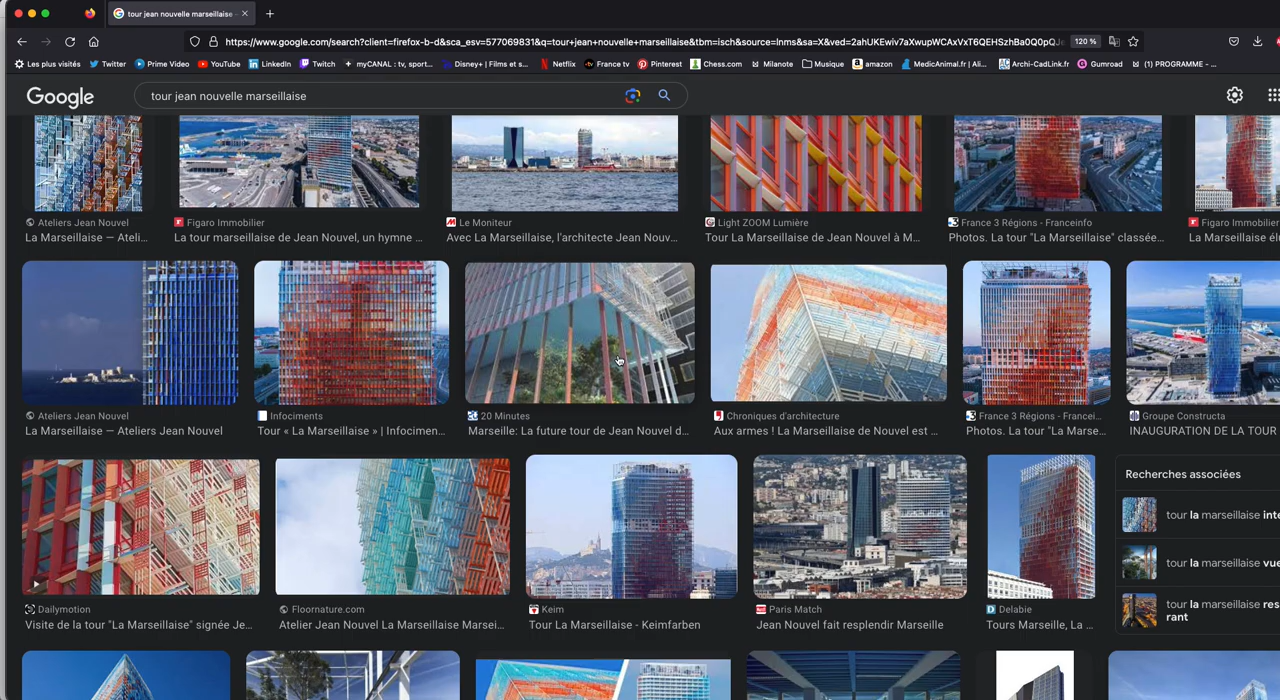 tour jean nouvelle marseillaise
https://www.google.com/search?client=firefox-b-d&sca_esv=577069831&q=tour+jean+nouvelle+marseillaise&tbm=isch&source=lnms&sa=X&ved=2ahUKEwiv7aXwupWCAxVxT6QEHSzhBa0Q0pQJ
120 %
Les plus visités Twitter Prime Video YouTube LinkedIn Twitch myCANAL : tv, sport... Disney+ | Films et s... Netflix France tv Pinterest Chess.com Milanote Musique amazon MedicAnimal.fr | Ali... Archi-CadLink.fr Gumroad (1) PROGRAMME - ...
Google tour jean nouvelle marseillaise
Ateliers Jean Nouvel Figaro Immobilier Le Moniteur Light ZOOM Lumière France 3 Régions - Franceinfo Figaro Immobilier
La Marseillaise — Ateli... La tour marseillaise de Jean Nouvel, un hymne ... Avec La Marseillaise, l'architecte Jean Nouv... Tour La Marseillaise de Jean Nouvel à M... Photos. La tour "La Marseillaise" classée... La Marseillaise
Ateliers Jean Nouvel Infociments 20 Minutes Chroniques d'architecture France 3 Régions - Francei... Groupe Constructa
La Marseillaise — Ateliers Jean Nouvel Tour « La Marseillaise » | Infocimen... Marseille: La future tour de Jean Nouvel d... Aux armes ! La Marseillaise de Nouvel est ... Photos. La tour "La Marse... INAUGURATION DE LA TOUR
Recherches associées
tour la marseillaise inte
tour la marseillaise vue
tour la marseillaise res
rant
Dailymotion Floornature.com Keim Paris Match Delabie
Visite de la tour "La Marseillaise" signée Je... Atelier Jean Nouvel La Marseillaise Marsei... Tour La Marseillaise - Keimfarben Jean Nouvel fait resplendir Marseille Tours Marseille, La ...